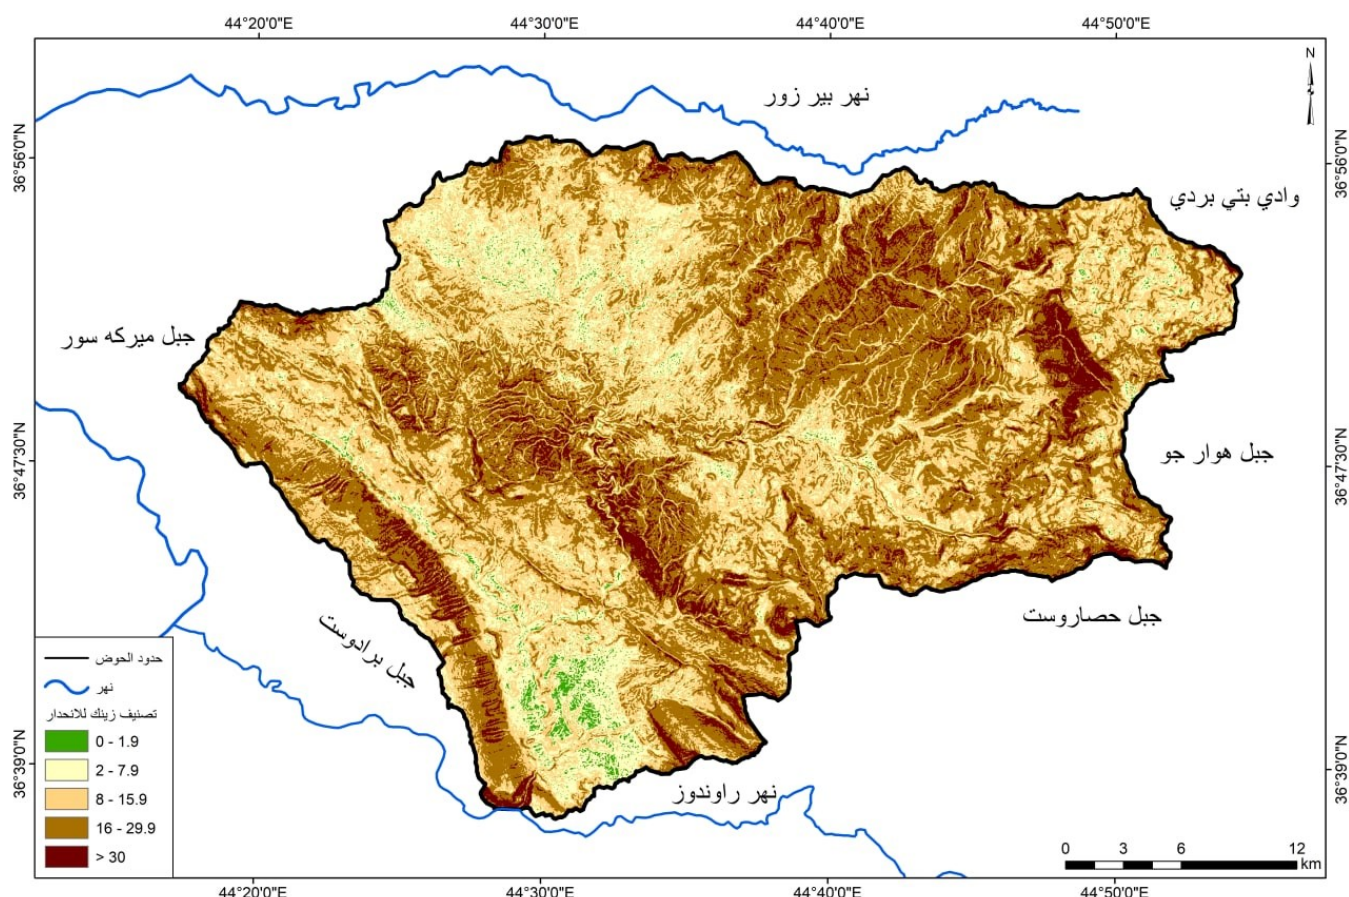 44°20'0"E
44°30'0"E
44°40'0"E
44°50'0"E
N
نهر بير زور
36°56'0"N
36°56'0"N
وادي بتي بردي
جبل ميركه سور
36°47'30"N
36°47'30"N
جبل هوار جو
جبل حصاروست
جبل برادوست
حدود الحوض
نهر
تصنيف زينك للانحدار
0 - 1.9
2 - 7.9
8 - 15.9
16 - 29.9
> 30
36°39'0"N
36°39'0"N
نهر راوندوز
0 3 6 12
km
44°20'0"E
44°30'0"E
44°40'0"E
44°50'0"E